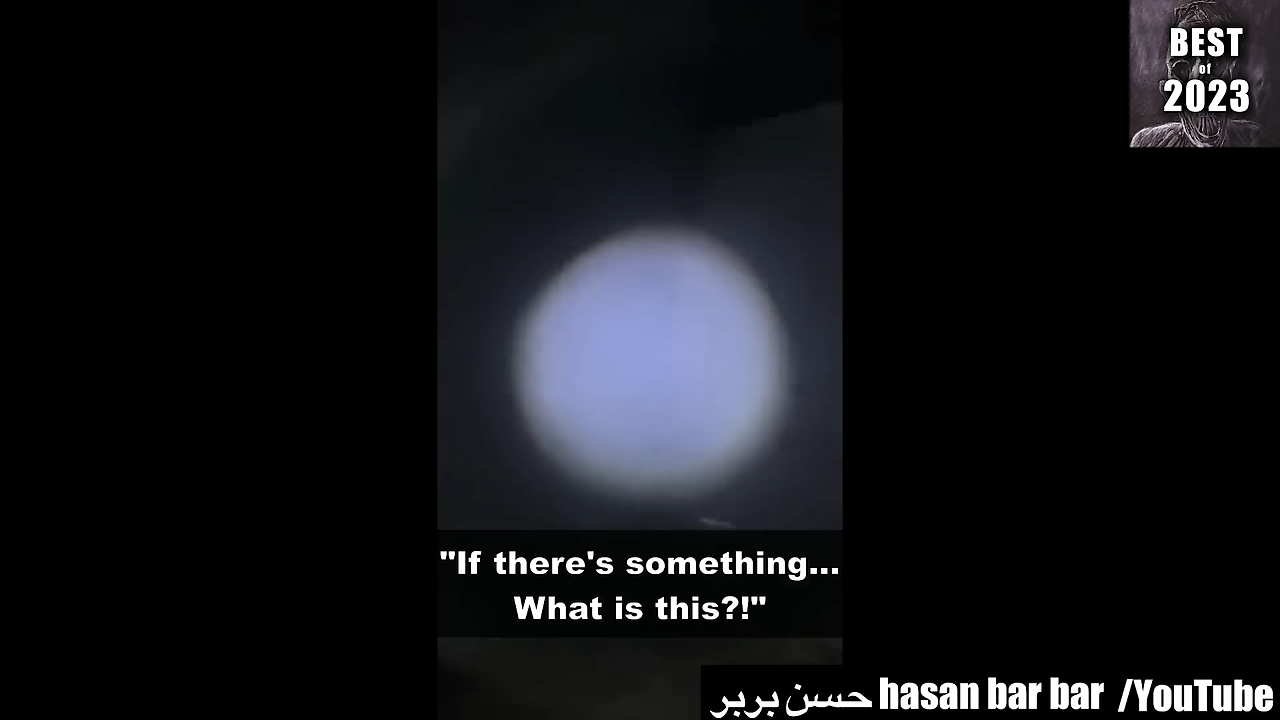 BEST
of
2023
"If there's something...
What is this?!"
حسن بربر hasan bar bar /YouTube